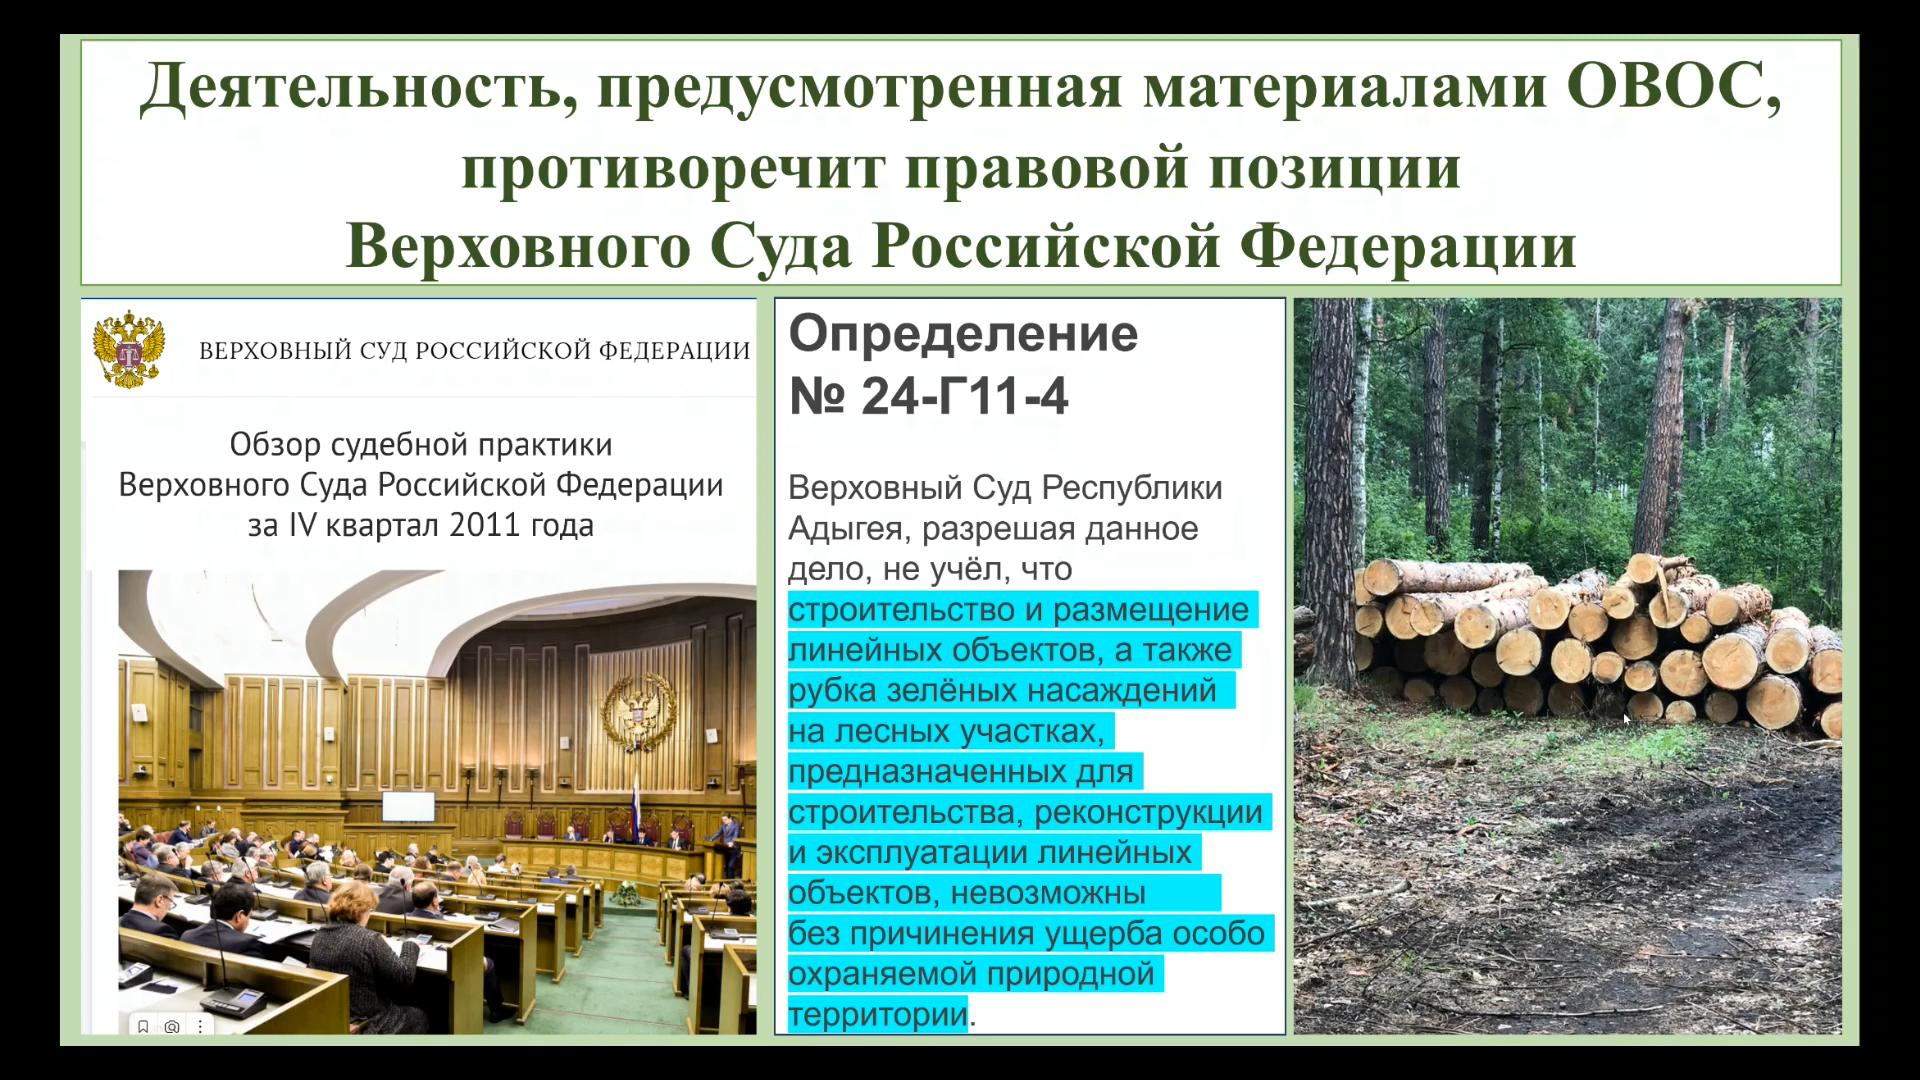 Деятельность, предусмотренная материалами ОВОС,
противоречит правовой позиции
Верховного Суда Российской Федерации
ВЕРХОВНЫЙ СУД РОССИЙСКОЙ ФЕДЕРАЦИИ
Обзор судебной практики
Верховного Суда Российской Федерации
за IV квартал 2011 года
Определение
№ 24-Г11-4
Верховный Суд Республики
Адыгея, разрешая данное
дело, не учёл, что
строительство и размещение
линейных объектов, а также
рубка зелёных насаждений
на лесных участках,
предназначенных для
строительства, реконструкции
и эксплуатации линейных
объектов, невозможны
без причинения ущерба особо
охраняемой природной
территории.